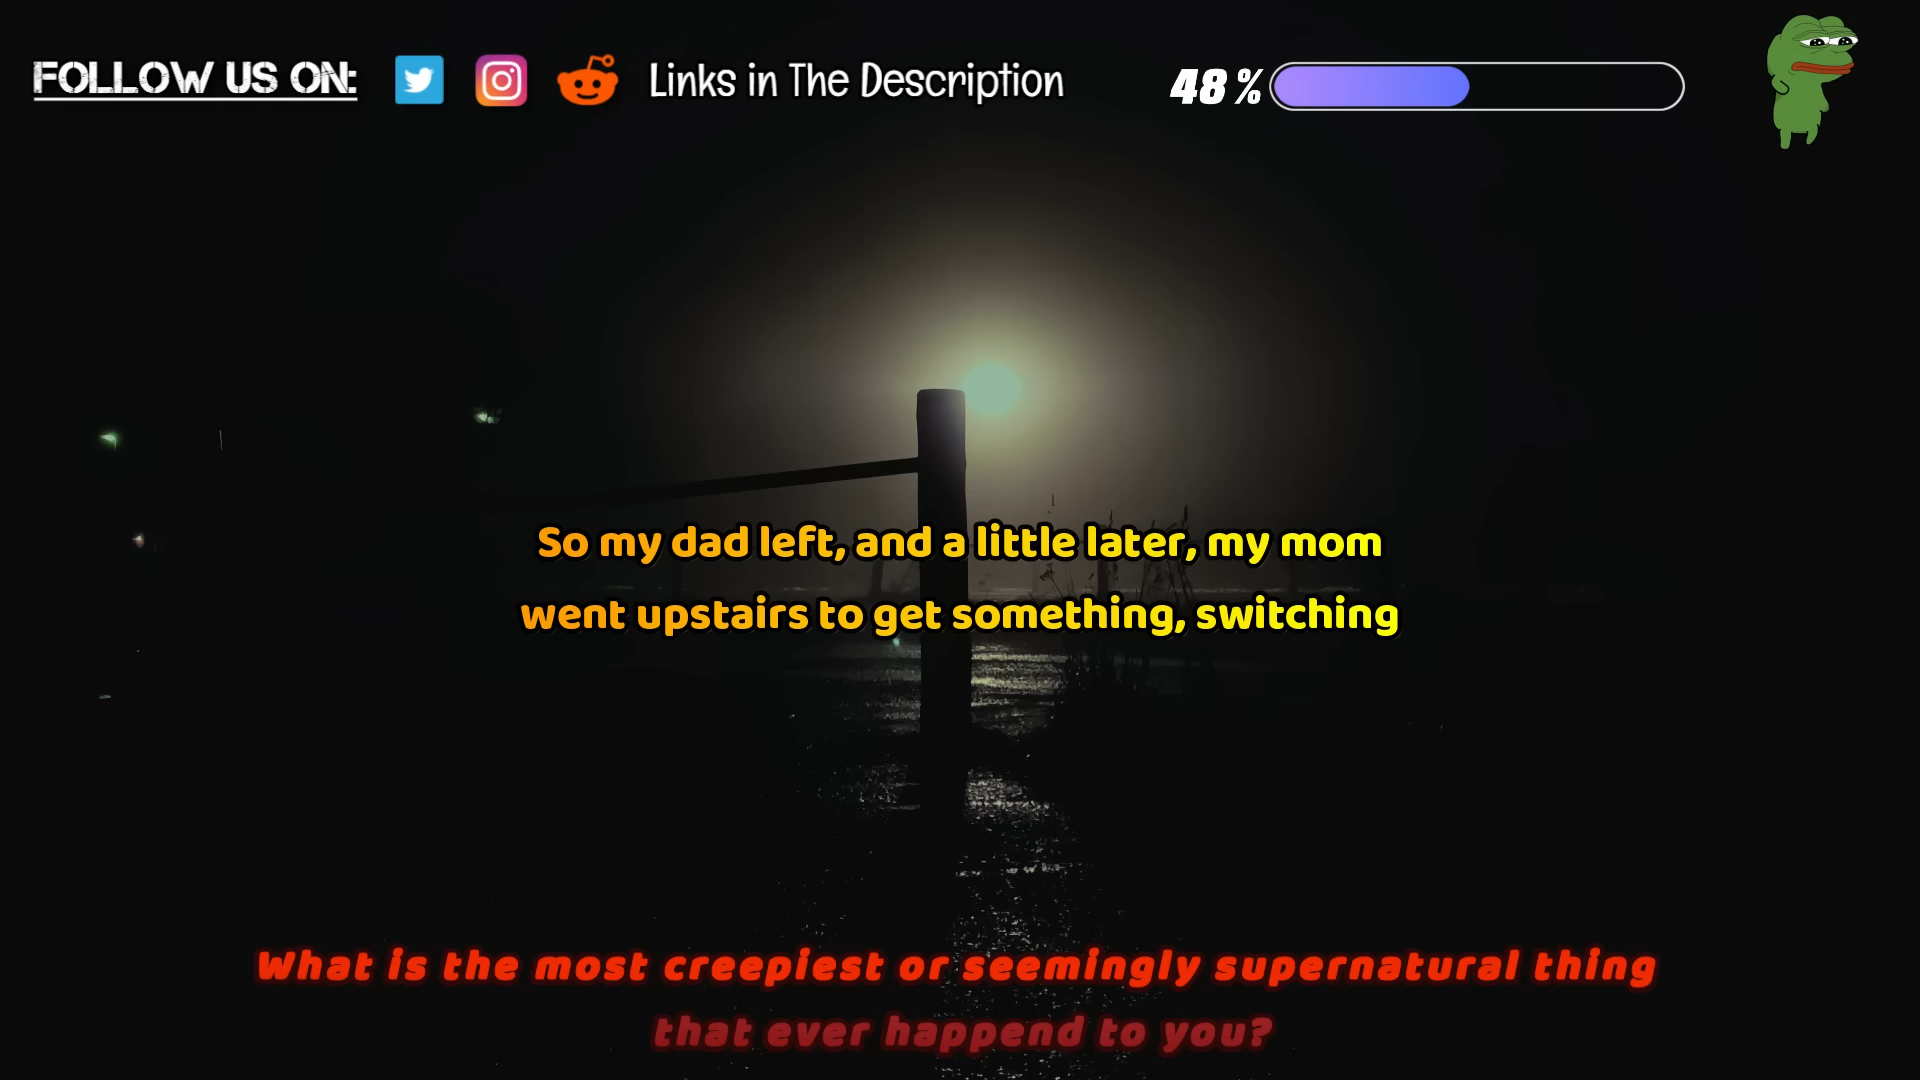 FOLLOW US ON: Links in The Description 48 %
So my dad left, and a little later, my mom
went upstairs to get something, switching
What is the most creepiest or seemingly supernatural thing
that ever happend to you?